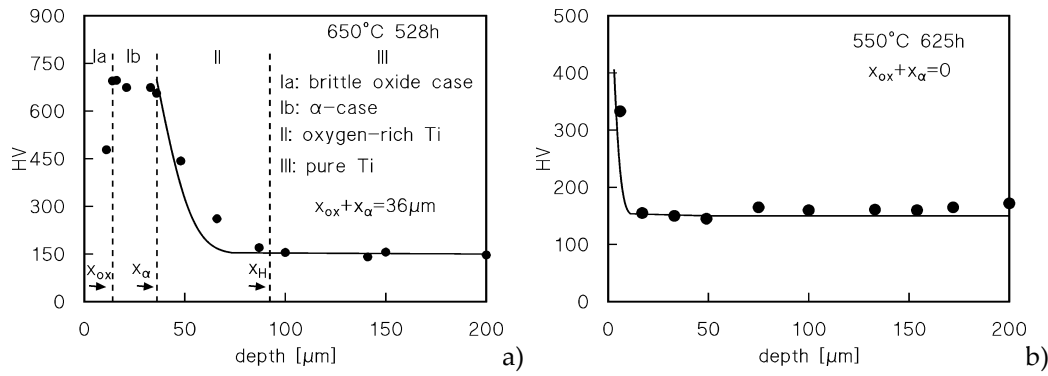 900
750
600
450
300
150
0
HV
650°C 528h
Ia
Ib
II
III
Ia: brittle oxide case
Ib: α-case
II: oxygen-rich Ti
III: pure Ti
xox+xα=36μm
xox
xα
xH
0
50
100
150
200
depth [μm]
a)
500
400
300
200
100
0
HV
550°C 625h
xox+xα=0
0
50
100
150
200
depth [μm]
b)